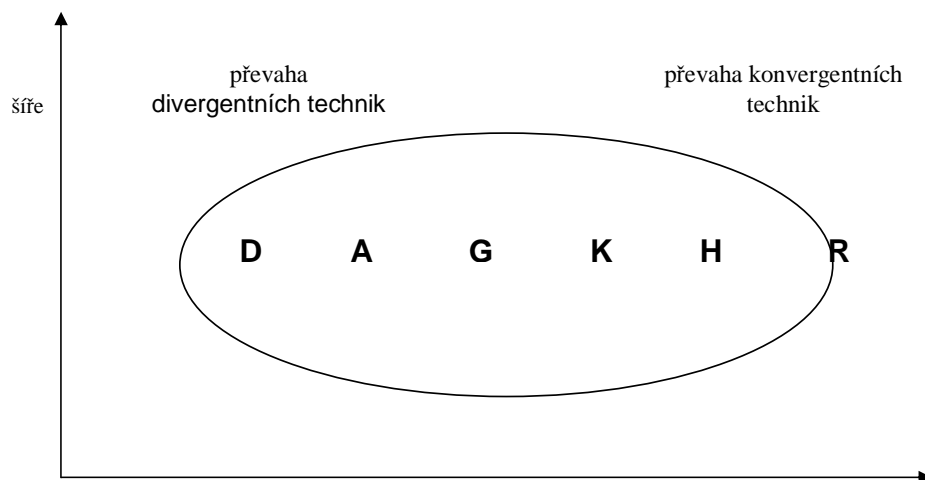 převaha
divergentních technik
převaha konvergentních
technik
šíře
D A G K H R